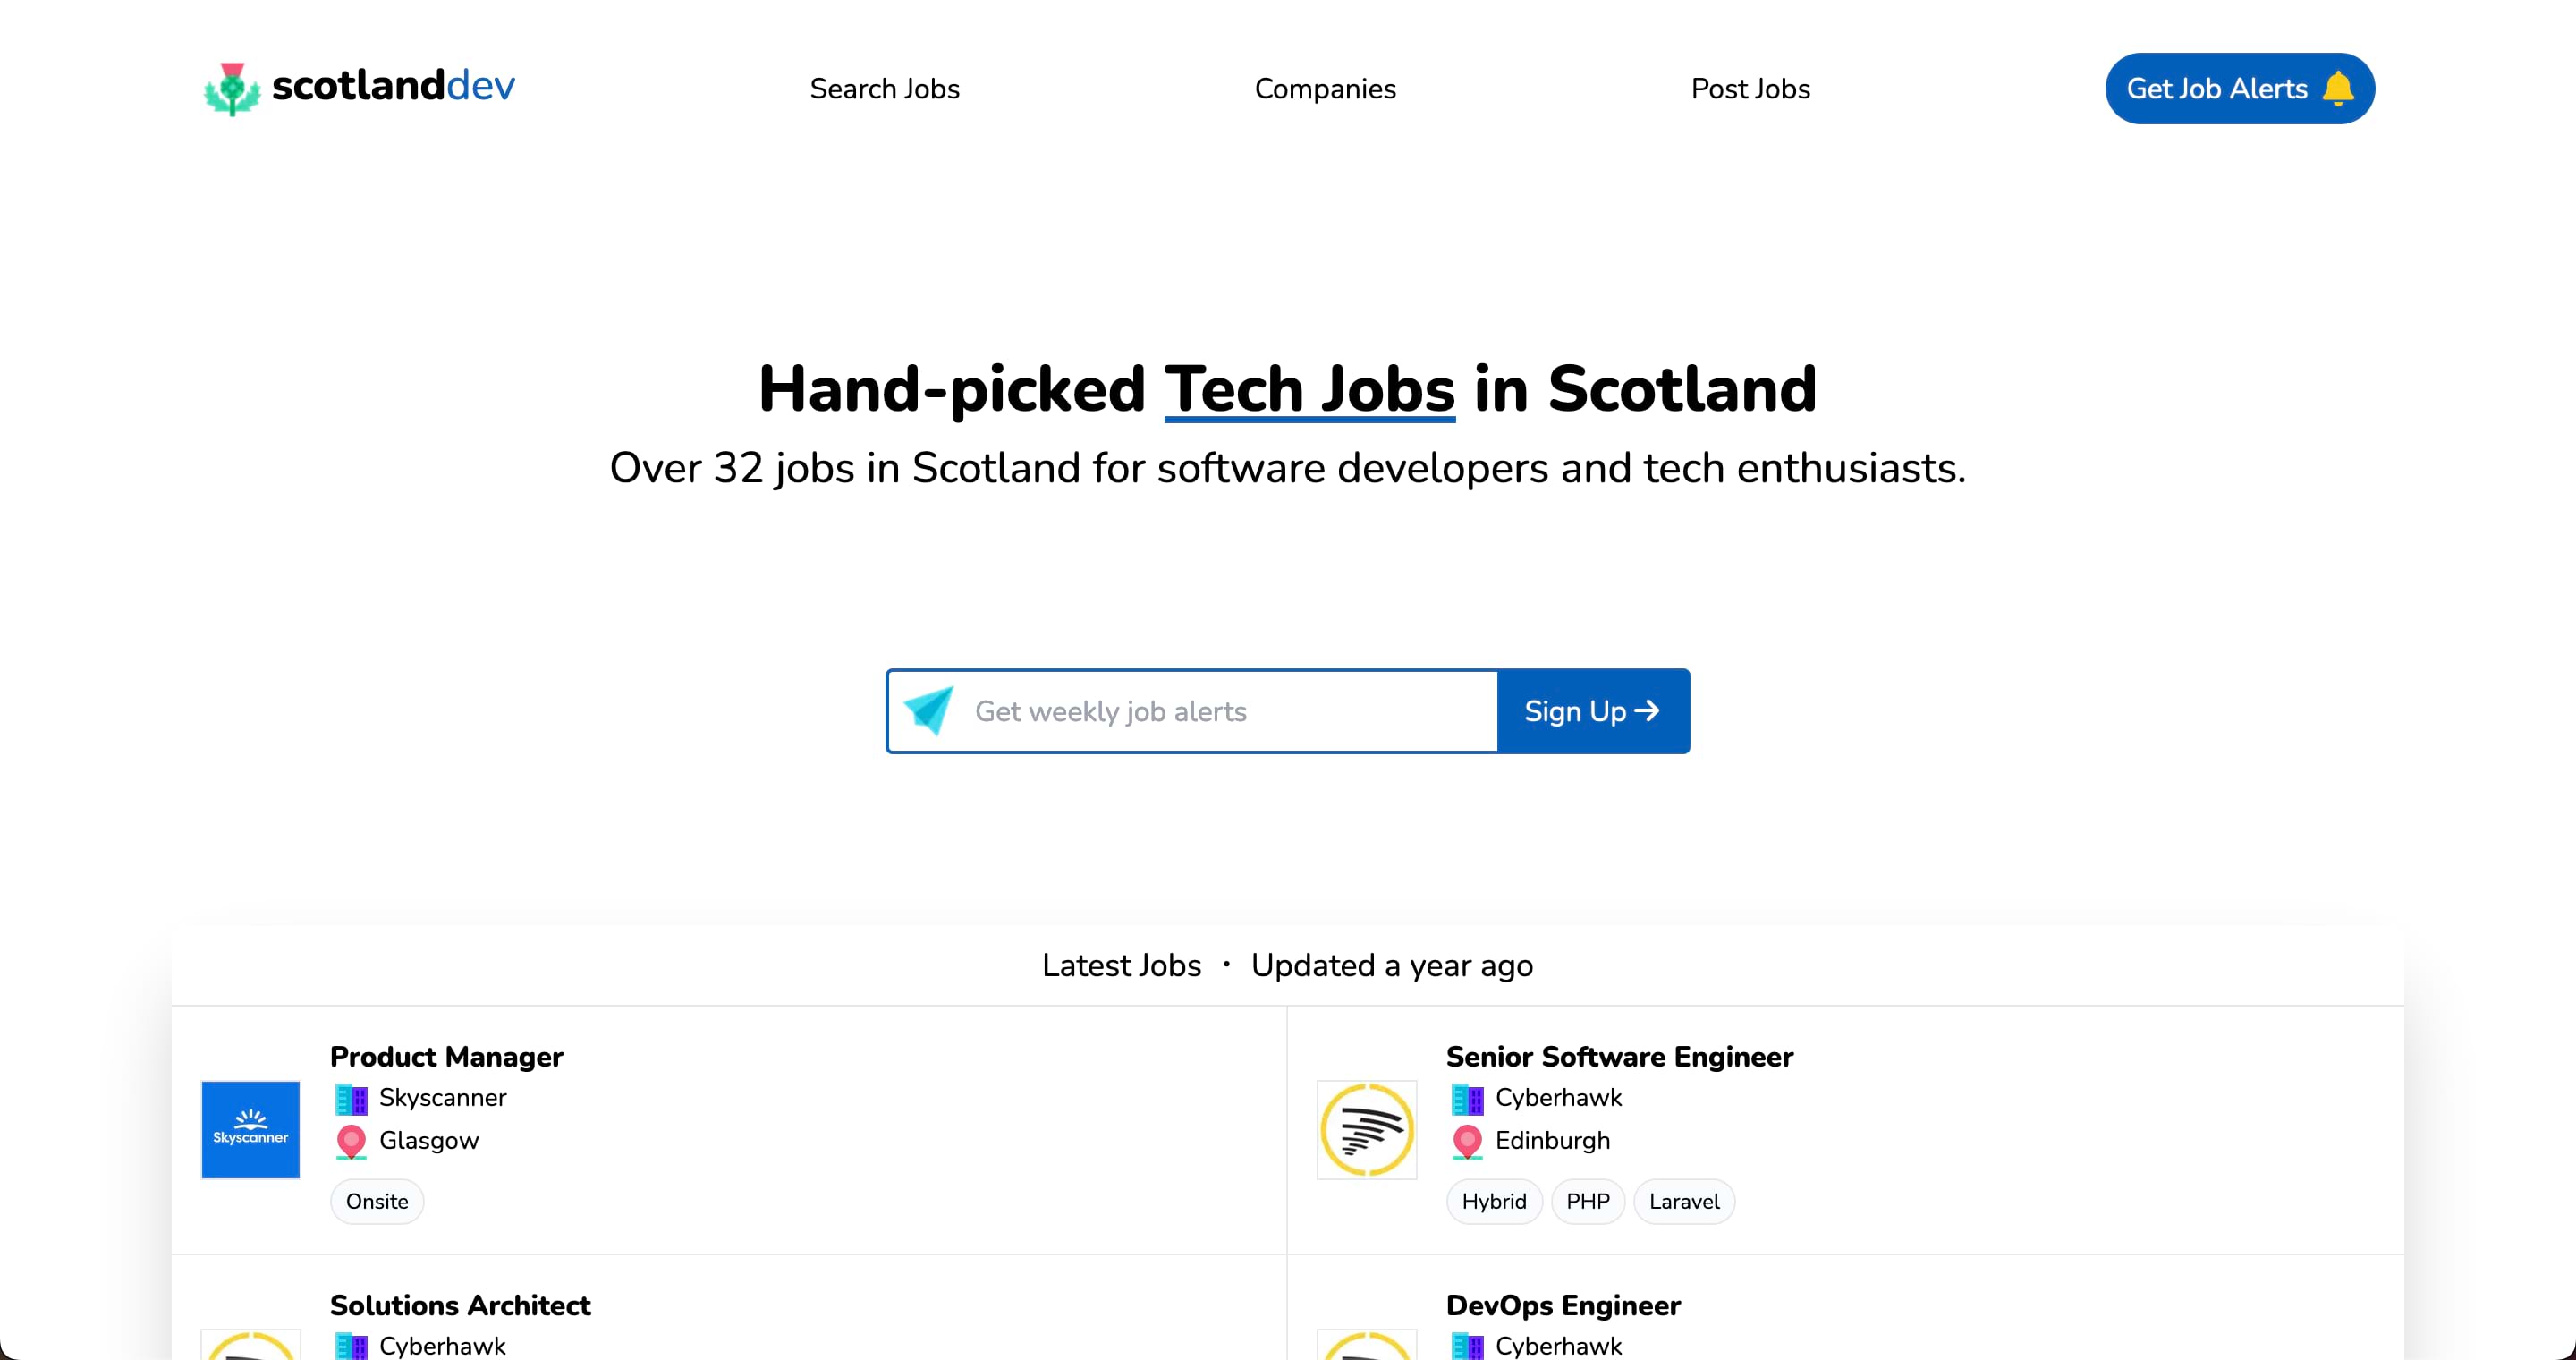 scotlanddev
Search Jobs
Companies
Post Jobs
Get Job Alerts
Hand-picked Tech Jobs in Scotland
Over 32 jobs in Scotland for software developers and tech enthusiasts.
Get weekly job alerts
Sign Up →
Latest Jobs · Updated a year ago
Skyscanner
Product Manager
Skyscanner
Glasgow
Onsite
Senior Software Engineer
Cyberhawk
Edinburgh
Hybrid PHP Laravel
Solutions Architect
Cyberhawk
DevOps Engineer
Cyberhawk